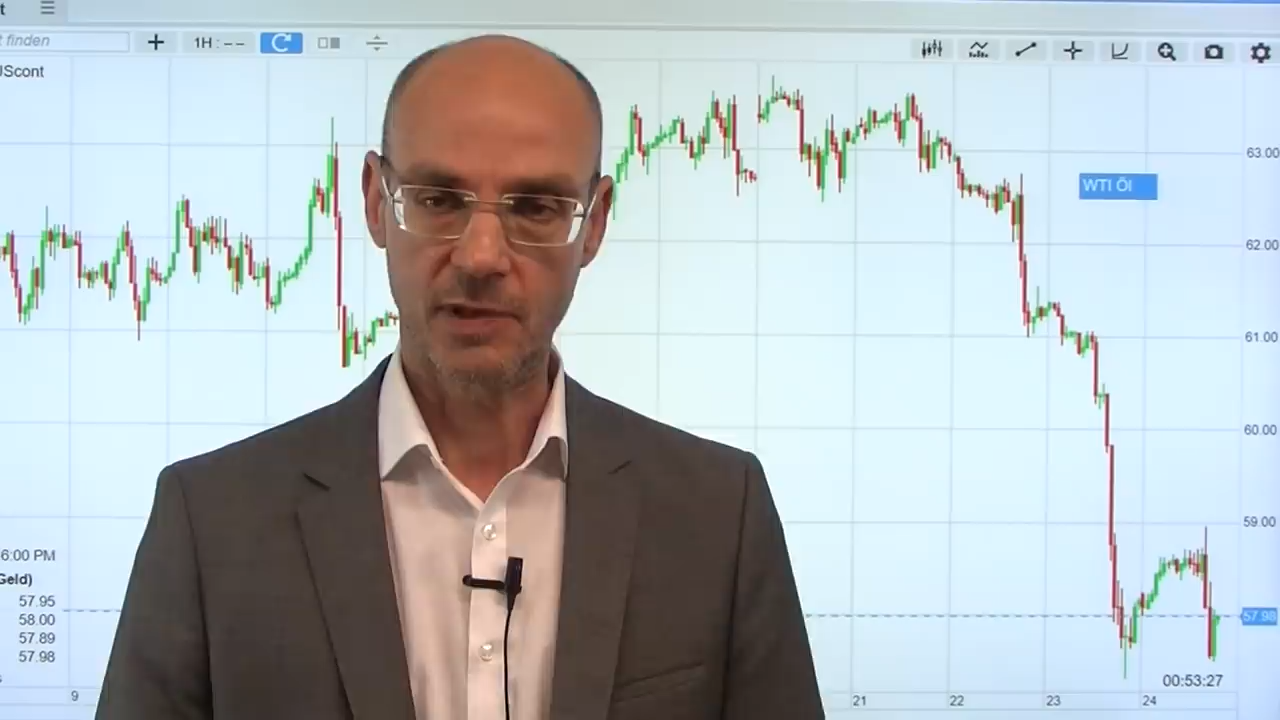 t
t finden
1H : – –
UScont
63.00
WTI Öl
62.00
61.00
60.00
59.00
6:00 PM
Geld)
57.95
58.00
57.89
57.98
57.98
00:53:27
9
21
22
23
24